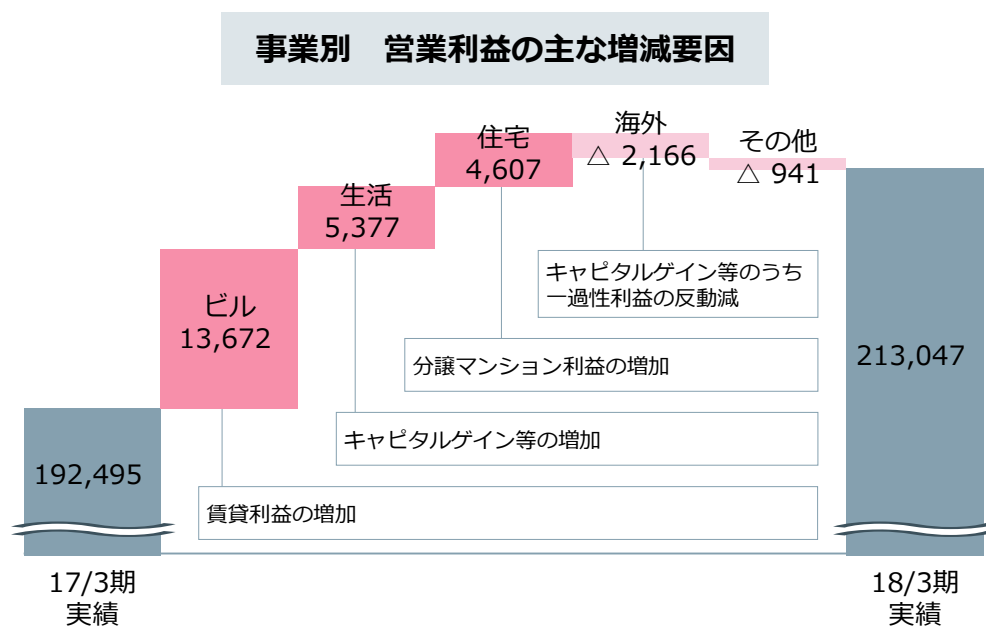 事業別　営業利益の主な増減要因
192,495
17/3期
実績
ビル
13,672
生活
5,377
住宅
4,607
海外
△ 2,166
その他
△ 941
キャピタルゲイン等のうち
一過性利益の反動減
分譲マンション利益の増加
キャピタルゲイン等の増加
賃貸利益の増加
213,047
18/3期
実績